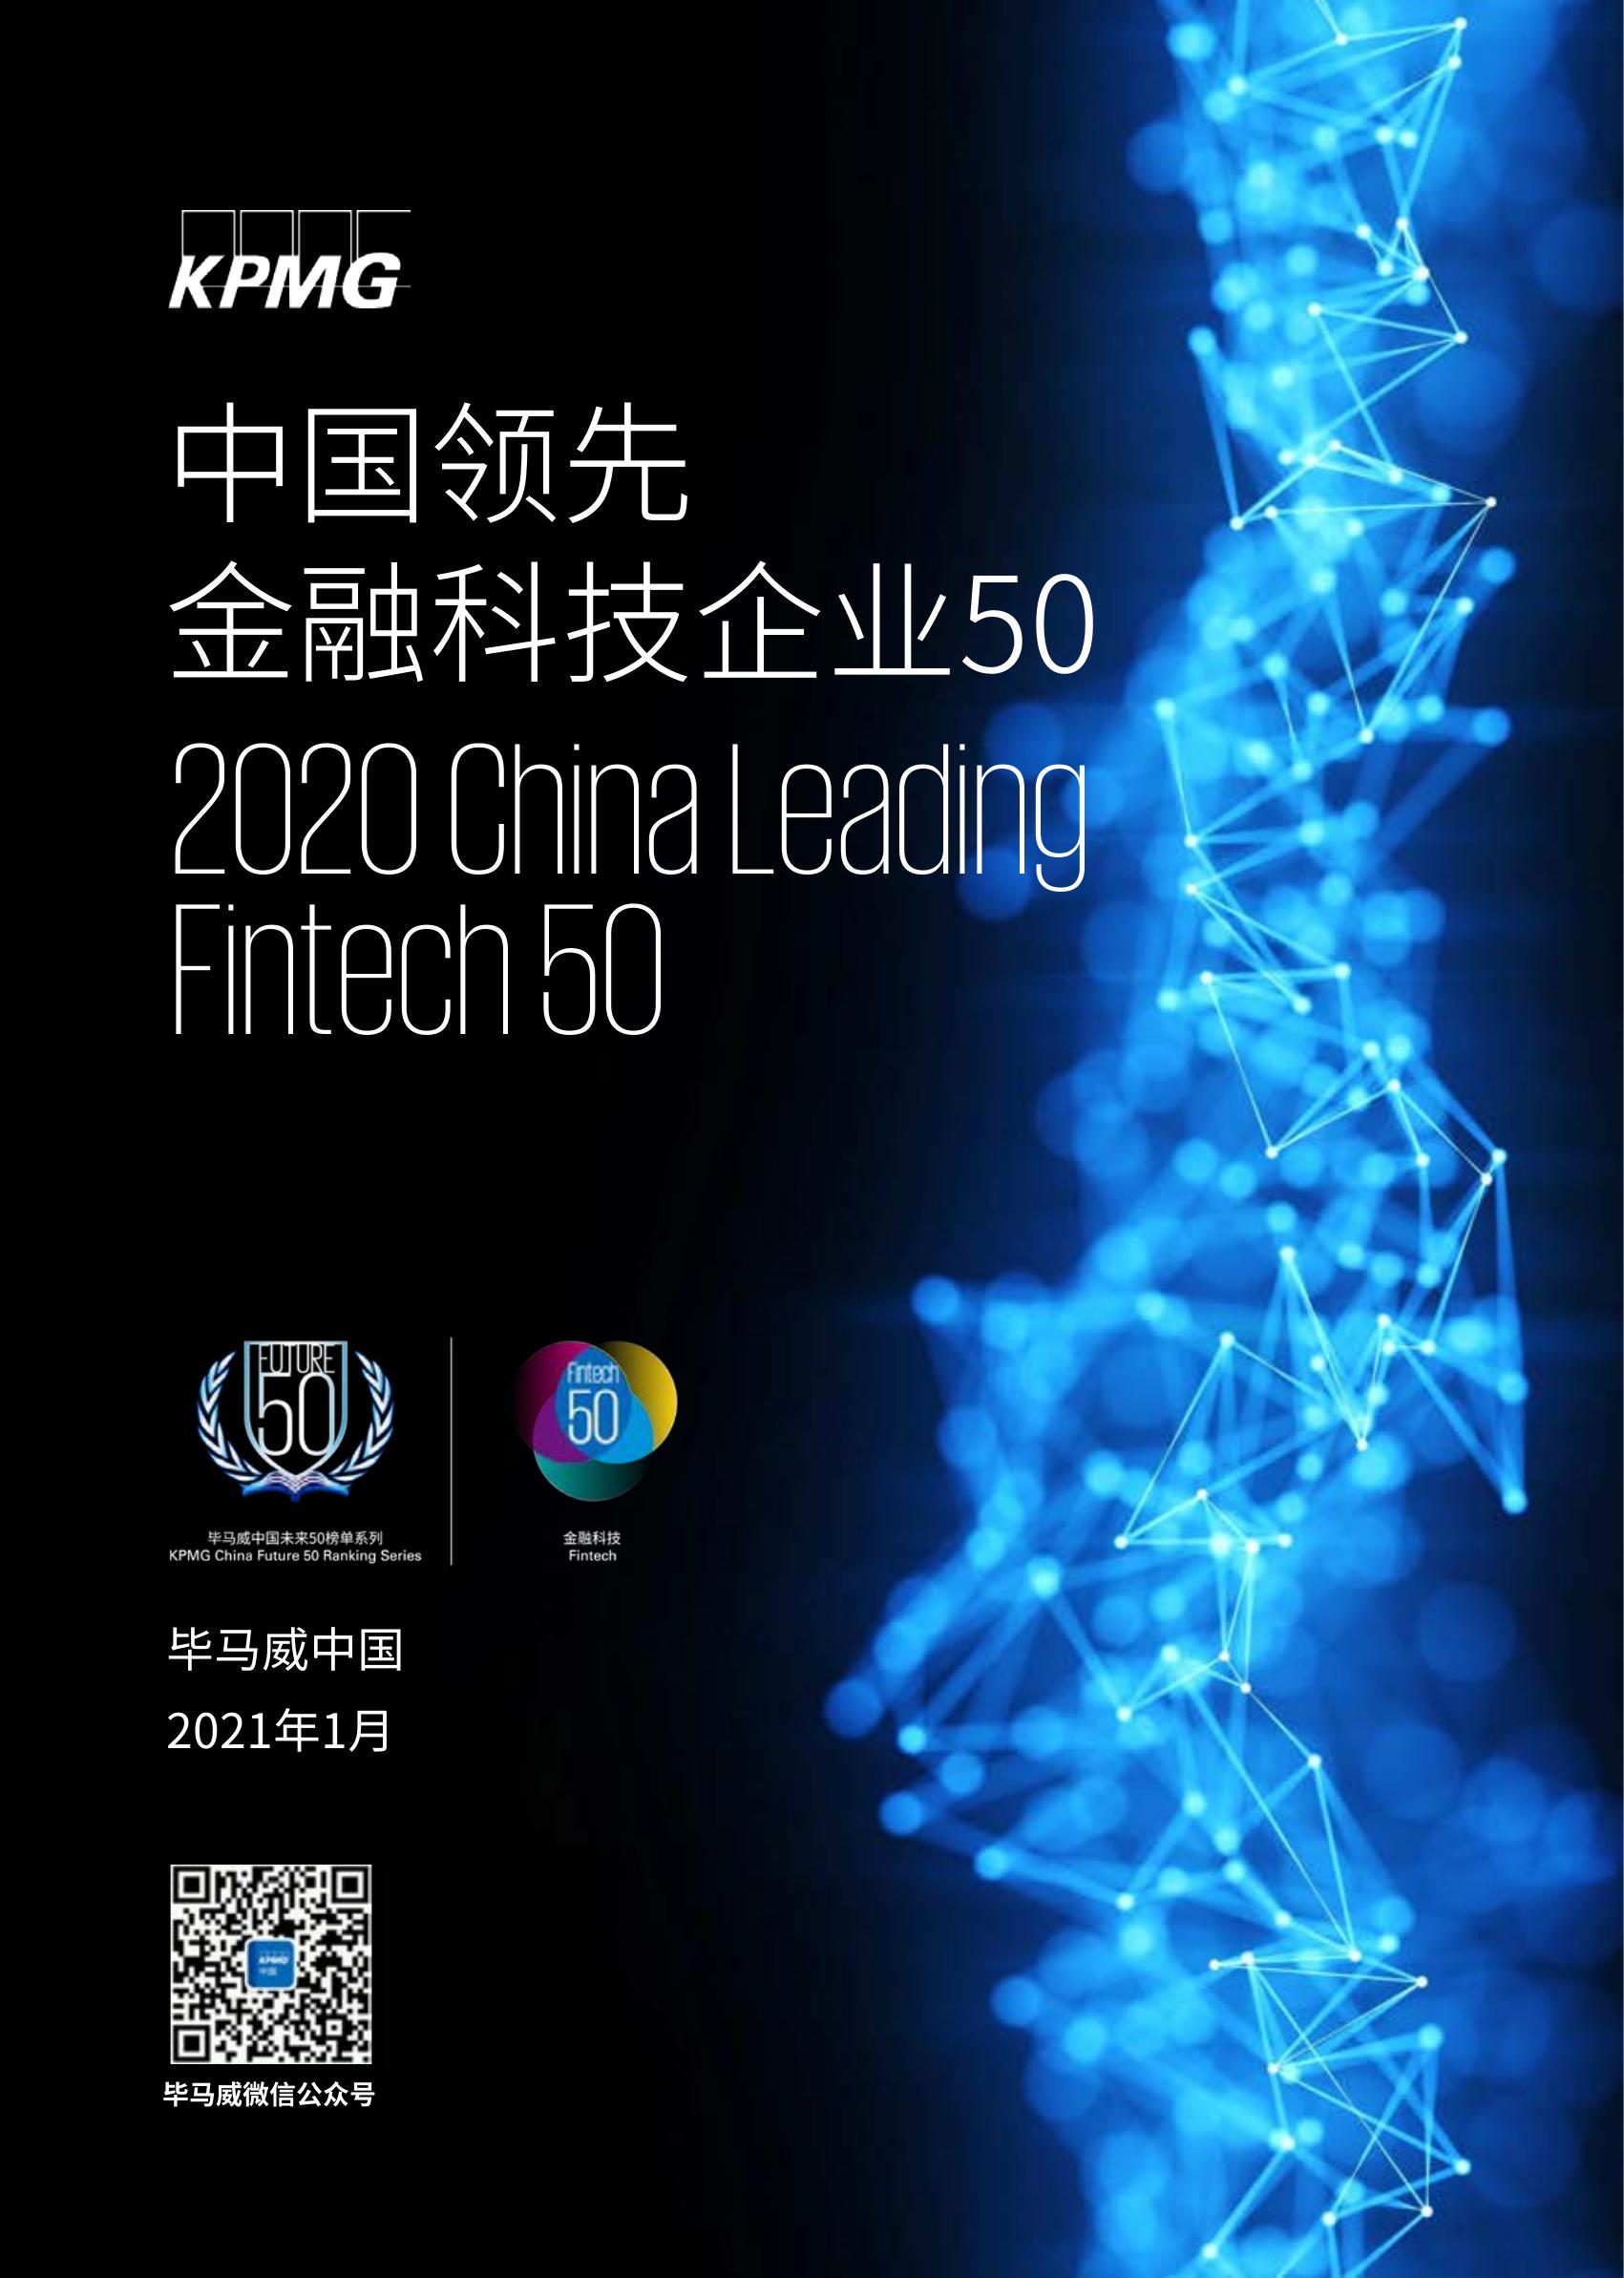 KPMG
中国领先
金融科技企业50
2020 China Leading
Fintech 50
FUTURE
50
毕马威中国未来50榜单系列
KPMG China Future 50 Ranking Series
Fintech
50
金融科技
Fintech
毕马威中国
2021年1月
KPMG
中国
毕马威微信公众号